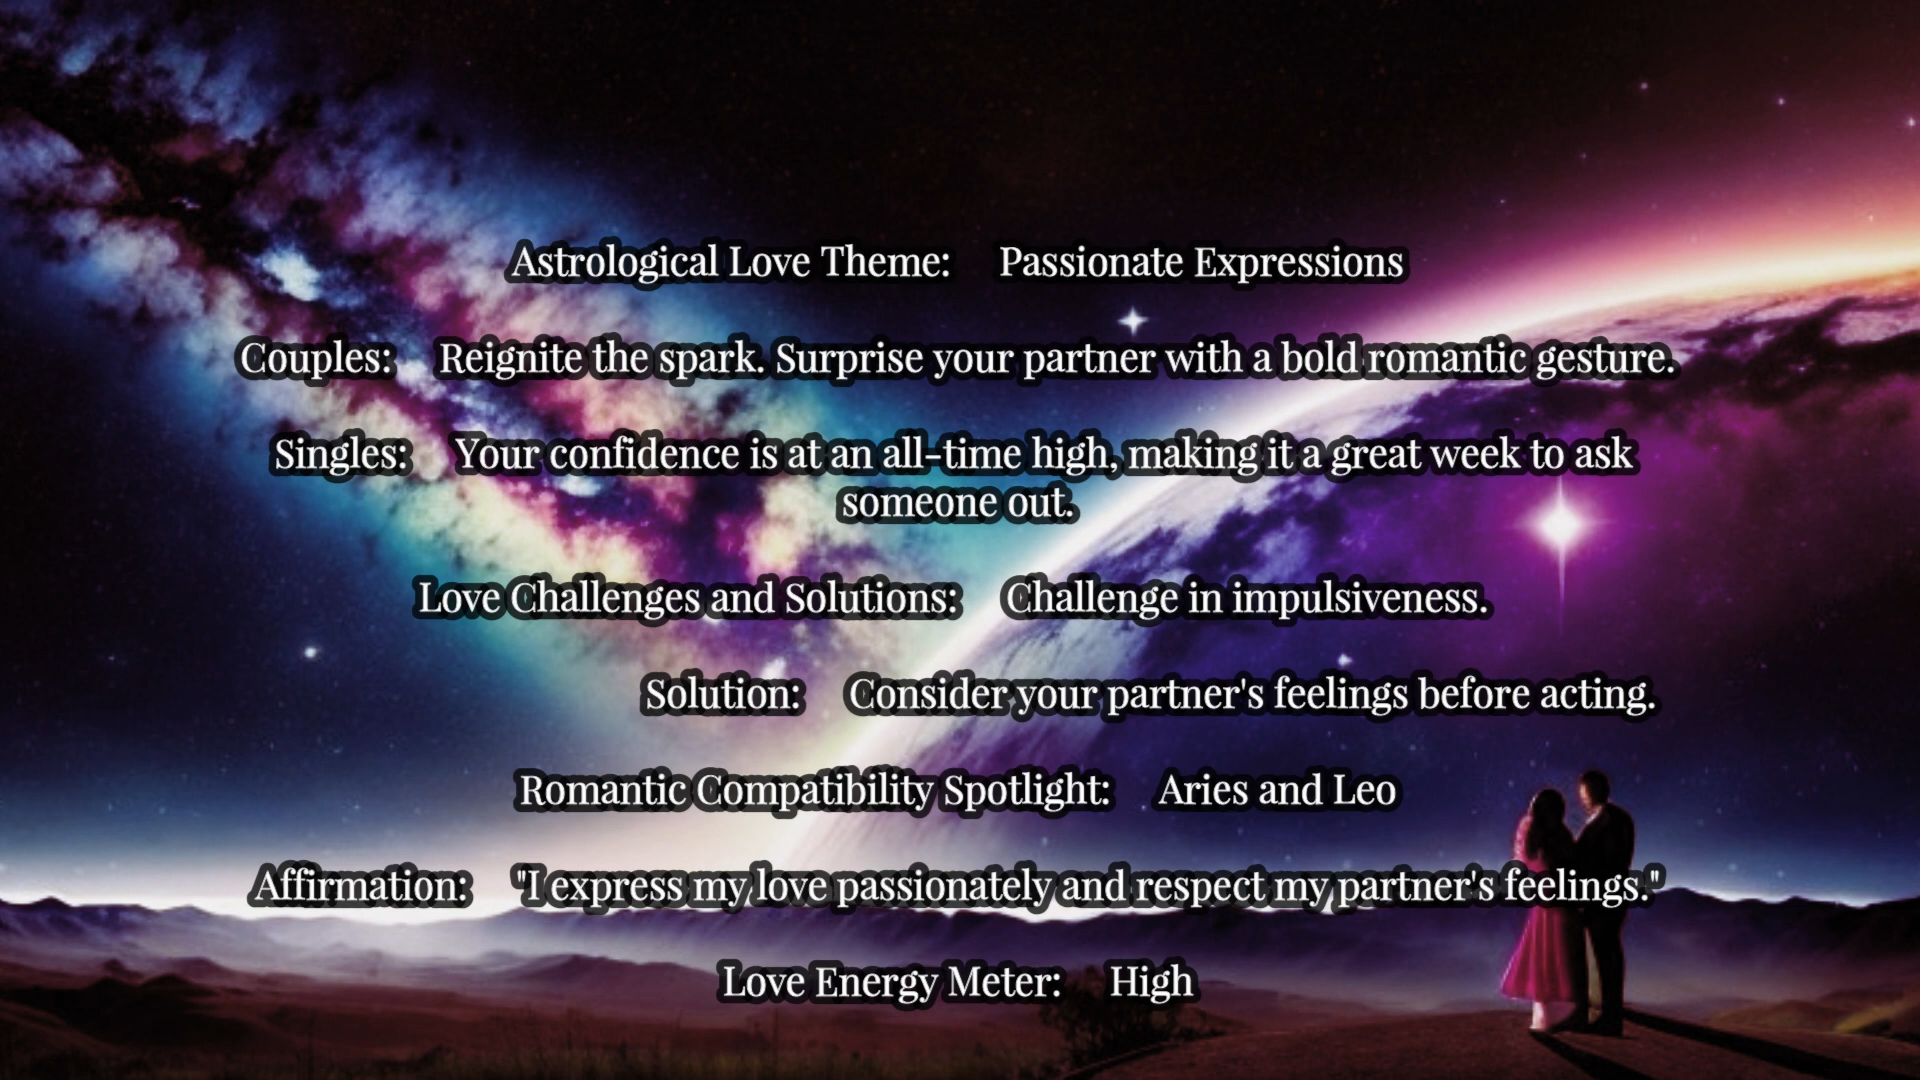 Astrological Love Theme: Passionate Expressions
Couples: Reignite the spark. Surprise your partner with a bold romantic gesture.
Singles: Your confidence is at an all-time high, making it a great week to ask
someone out.
Love Challenges and Solutions: Challenge in impulsiveness.
Solution: Consider your partner's feelings before acting.
Romantic Compatibility Spotlight: Aries and Leo
Affirmation: "I express my love passionately and respect my partner's feelings."
Love Energy Meter: High